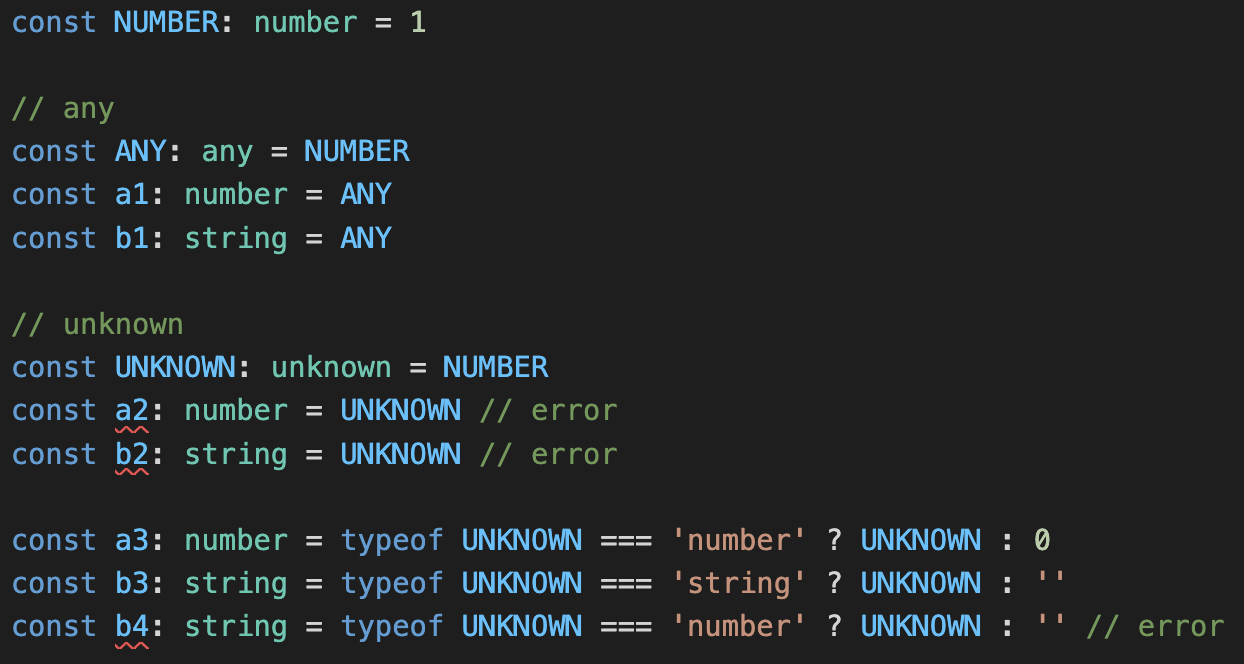 const NUMBER: number = 1
// any
const ANY: any = NUMBER
const a1: number = ANY
const b1: string = ANY
// unknown
const UNKNOWN: unknown = NUMBER
const a2: number = UNKNOWN // error
const b2: string = UNKNOWN // error
const a3: number = typeof UNKNOWN === 'number' ? UNKNOWN : 0
const b3: string = typeof UNKNOWN === 'string' ? UNKNOWN : ''
const b4: string = typeof UNKNOWN === 'number' ? UNKNOWN : '' // error